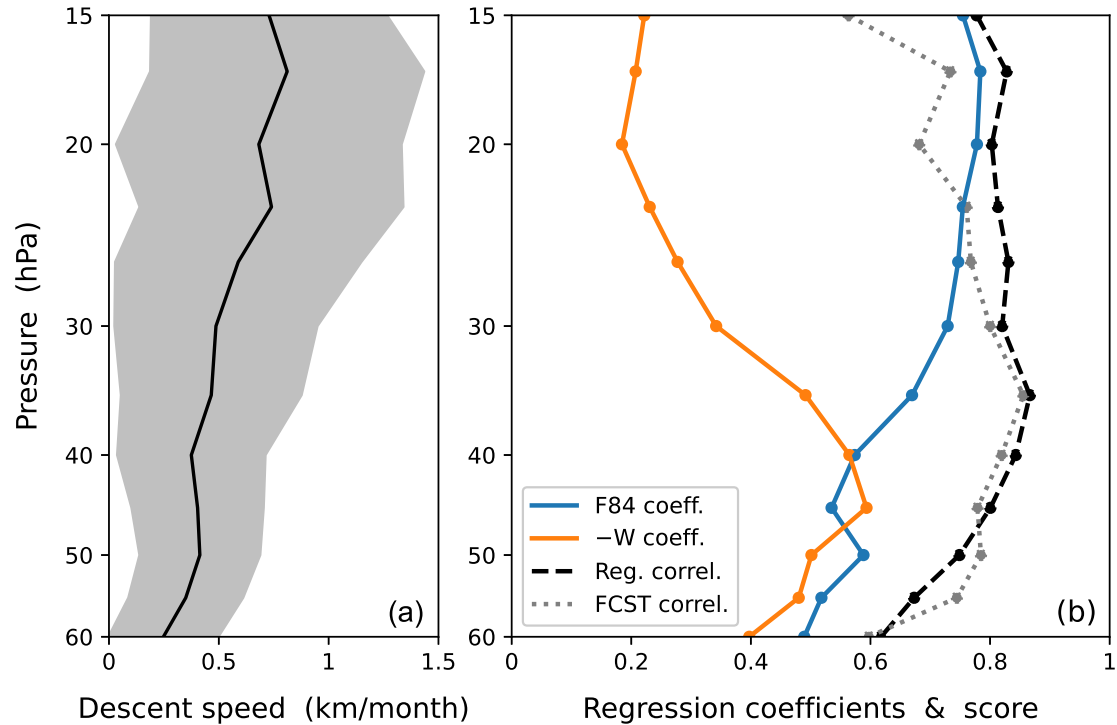 15
20
30
40
50
60
Pressure (hPa)
(a)
0
0.5
1
1.5
Descent speed (km/month)
15
20
30
40
50
60
F84 coeff.
−W coeff.
Reg. correl.
FCST correl.
(b)
0
0.2
0.4
0.6
0.8
1
Regression coefficients & score